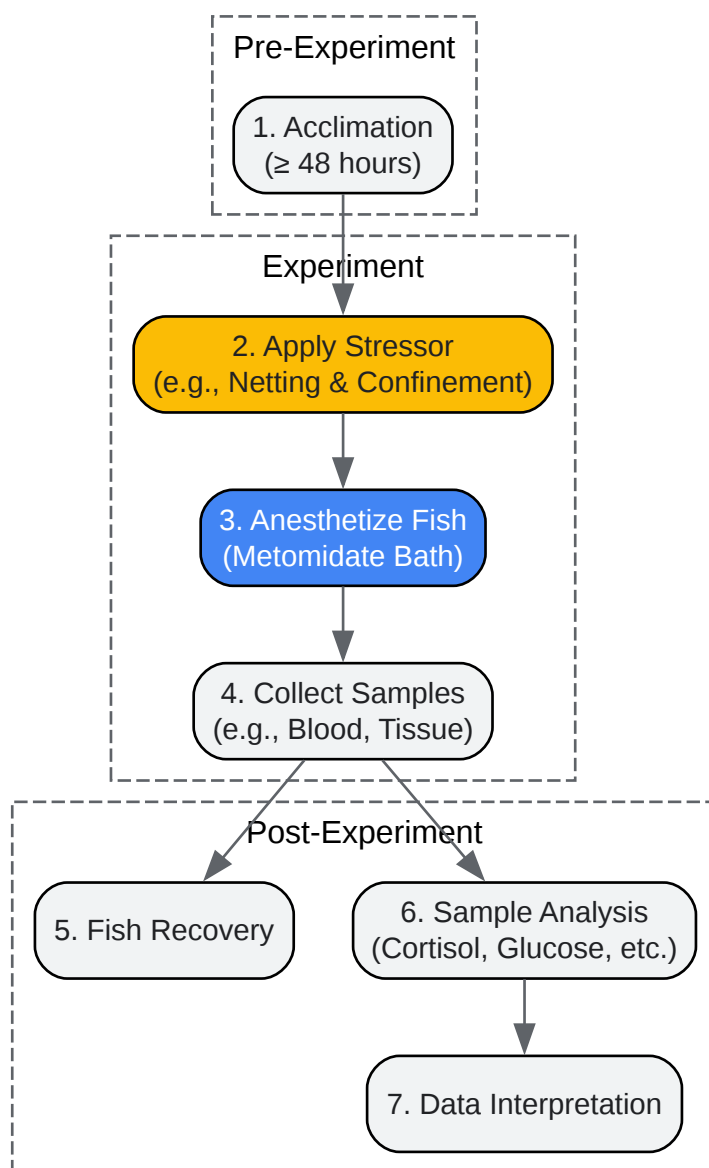 Pre-Experiment
1. Acclimation
(≥ 48 hours)
Experiment
2. Apply Stressor
(e.g., Netting & Confinement)
3. Anesthetize Fish
(Metomidate Bath)
4. Collect Samples
(e.g., Blood, Tissue)
Post-Experiment
5. Fish Recovery
6. Sample Analysis
(Cortisol, Glucose, etc.)
7. Data Interpretation